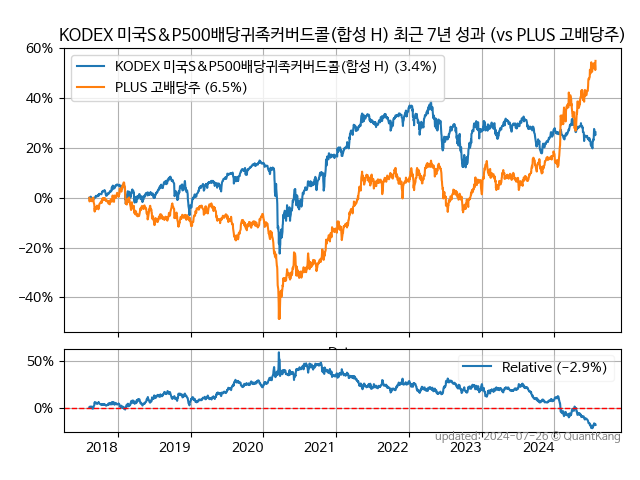 KODEX 미국S&P500배당귀족커버드콜(합성 H) 최근 7년 성과 (vs PLUS 고배당주)
KODEX 미국S&P500배당귀족커버드콜(합성 H) (3.4%)
PLUS 고배당주 (6.5%)
60%
40%
20%
0%
−20%
−40%
Relative (−2.9%)
50%
0%
2018 2019 2020 2021 2022 2023 2024
updated: 2024-07-26 © QuantKang